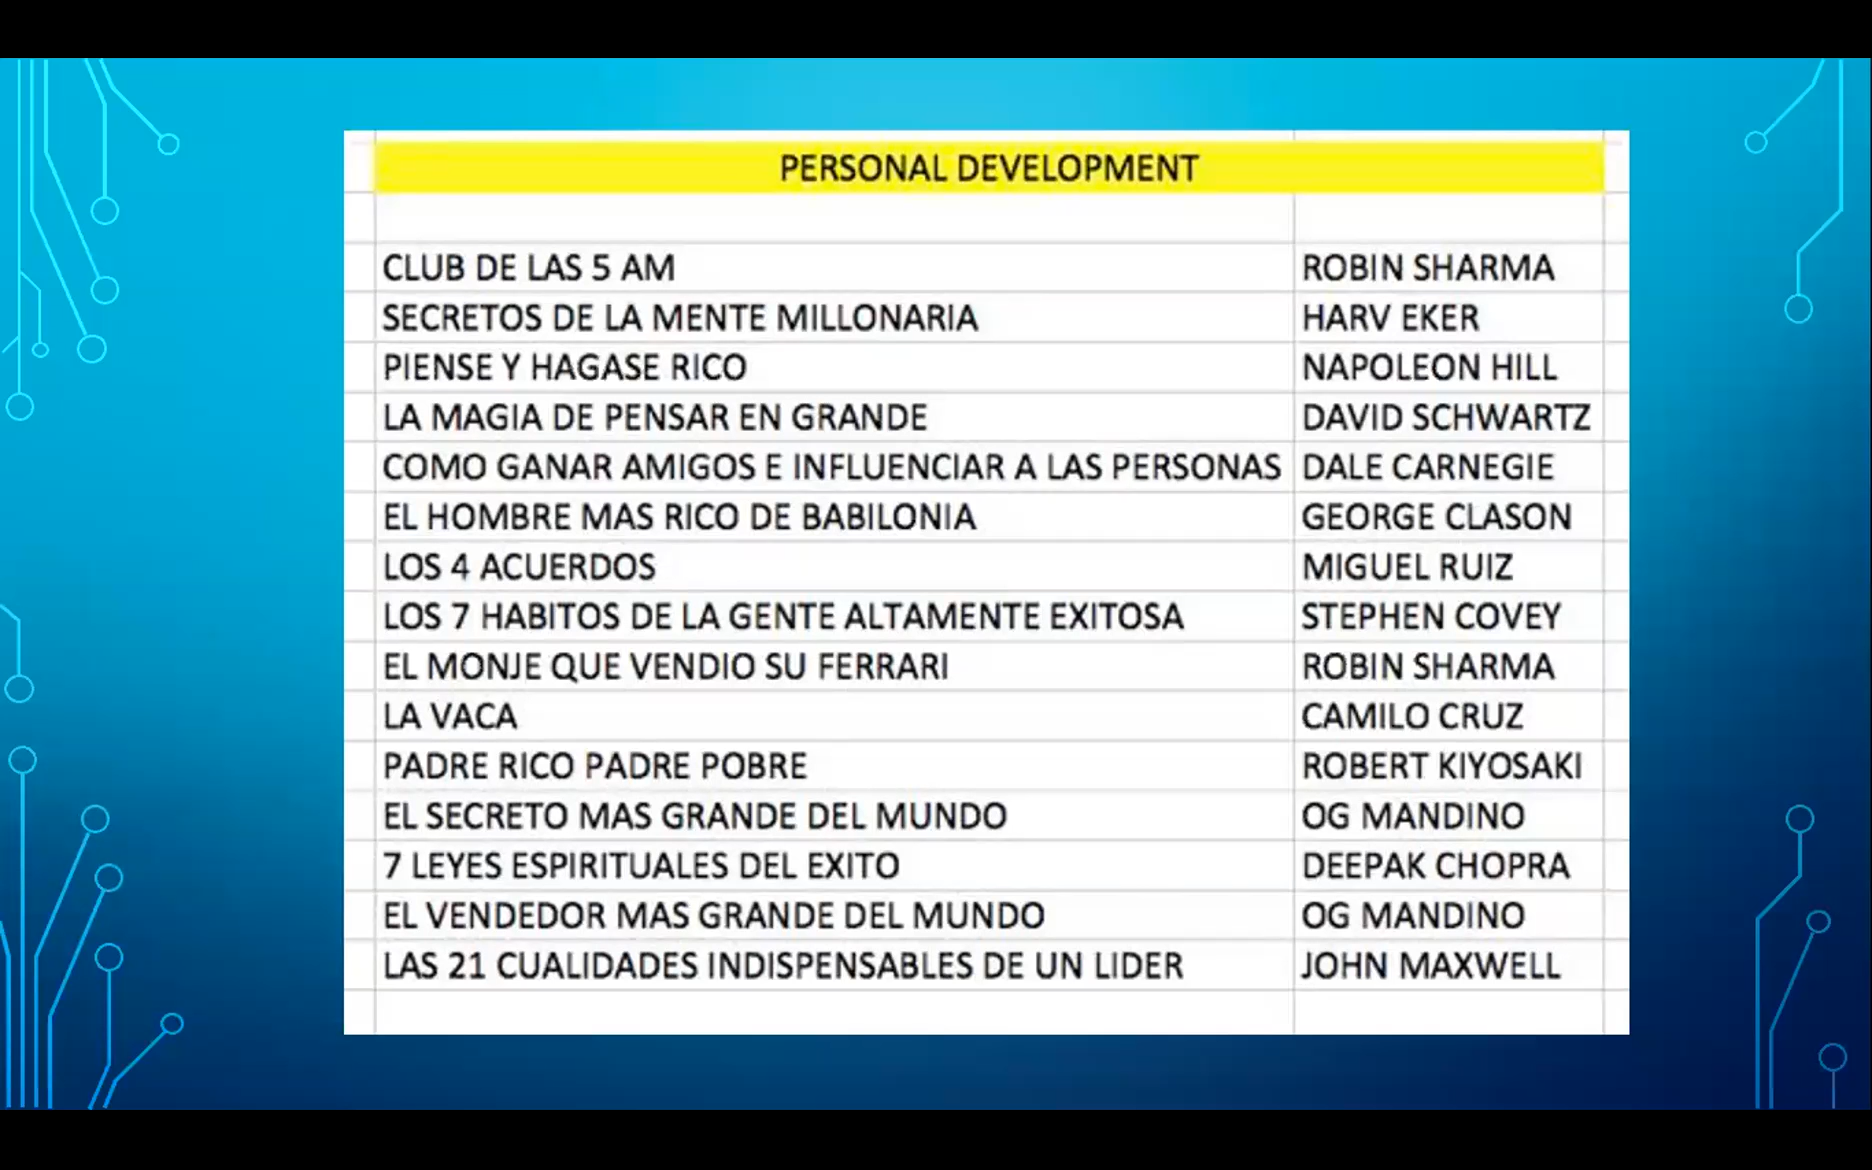 PERSONAL DEVELOPMENT
CLUB DE LAS 5 AM ROBIN SHARMA
SECRETOS DE LA MENTE MILLONARIA HARV EKER
PIENSE Y HAGASE RICO NAPOLEON HILL
LA MAGIA DE PENSAR EN GRANDE DAVID SCHWARTZ
COMO GANAR AMIGOS E INFLUENCIAR A LAS PERSONAS DALE CARNEGIE
EL HOMBRE MAS RICO DE BABILONIA GEORGE CLASON
LOS 4 ACUERDOS MIGUEL RUIZ
LOS 7 HABITOS DE LA GENTE ALTAMENTE EXITOSA STEPHEN COVEY
EL MONJE QUE VENDIO SU FERRARI ROBIN SHARMA
LA VACA CAMILO CRUZ
PADRE RICO PADRE POBRE ROBERT KIYOSAKI
EL SECRETO MAS GRANDE DEL MUNDO OG MANDINO
7 LEYES ESPIRITUALES DEL EXITO DEEPAK CHOPRA
EL VENDEDOR MAS GRANDE DEL MUNDO OG MANDINO
LAS 21 CUALIDADES INDISPENSABLES DE UN LIDER JOHN MAXWELL